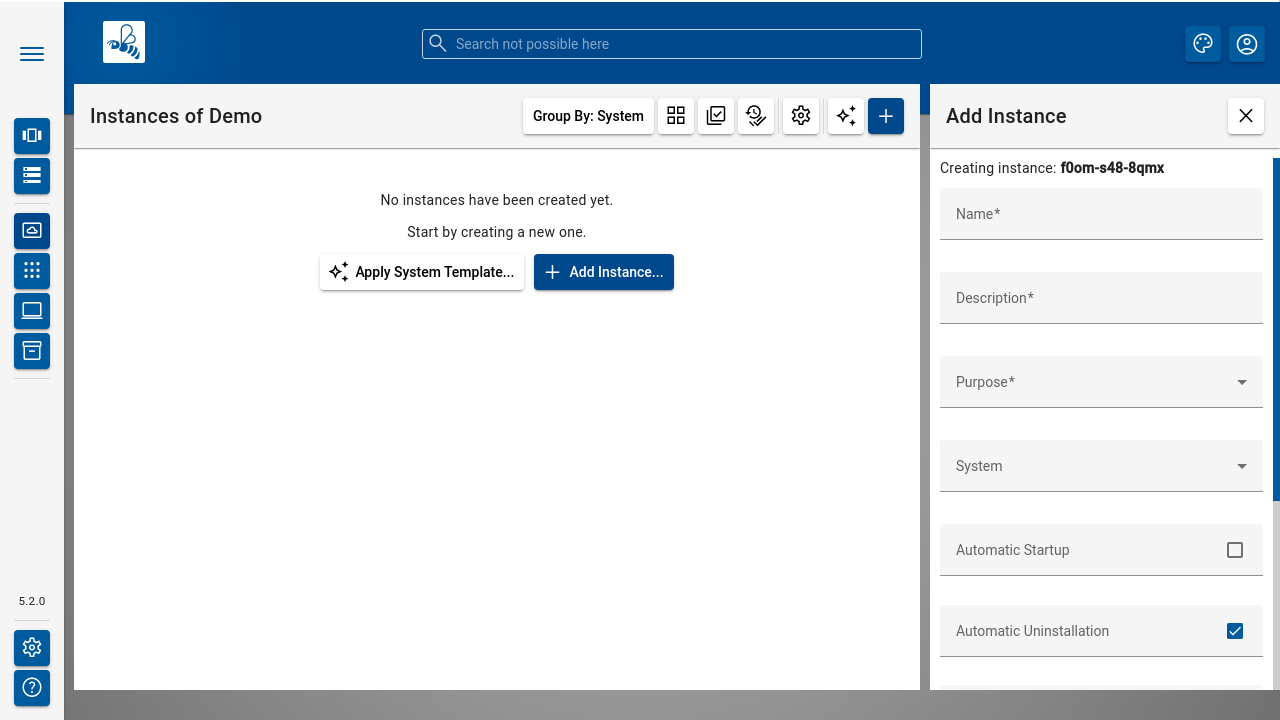 Search not possible here
Instances of Demo
Group By: System
Add Instance
Creating instance: f0om-s48-8qmx
No instances have been created yet.
Start by creating a new one.
Apply System Template...
Add Instance...
Name*
Description*
Purpose*
System
Automatic Startup
Automatic Uninstallation
5.2.0